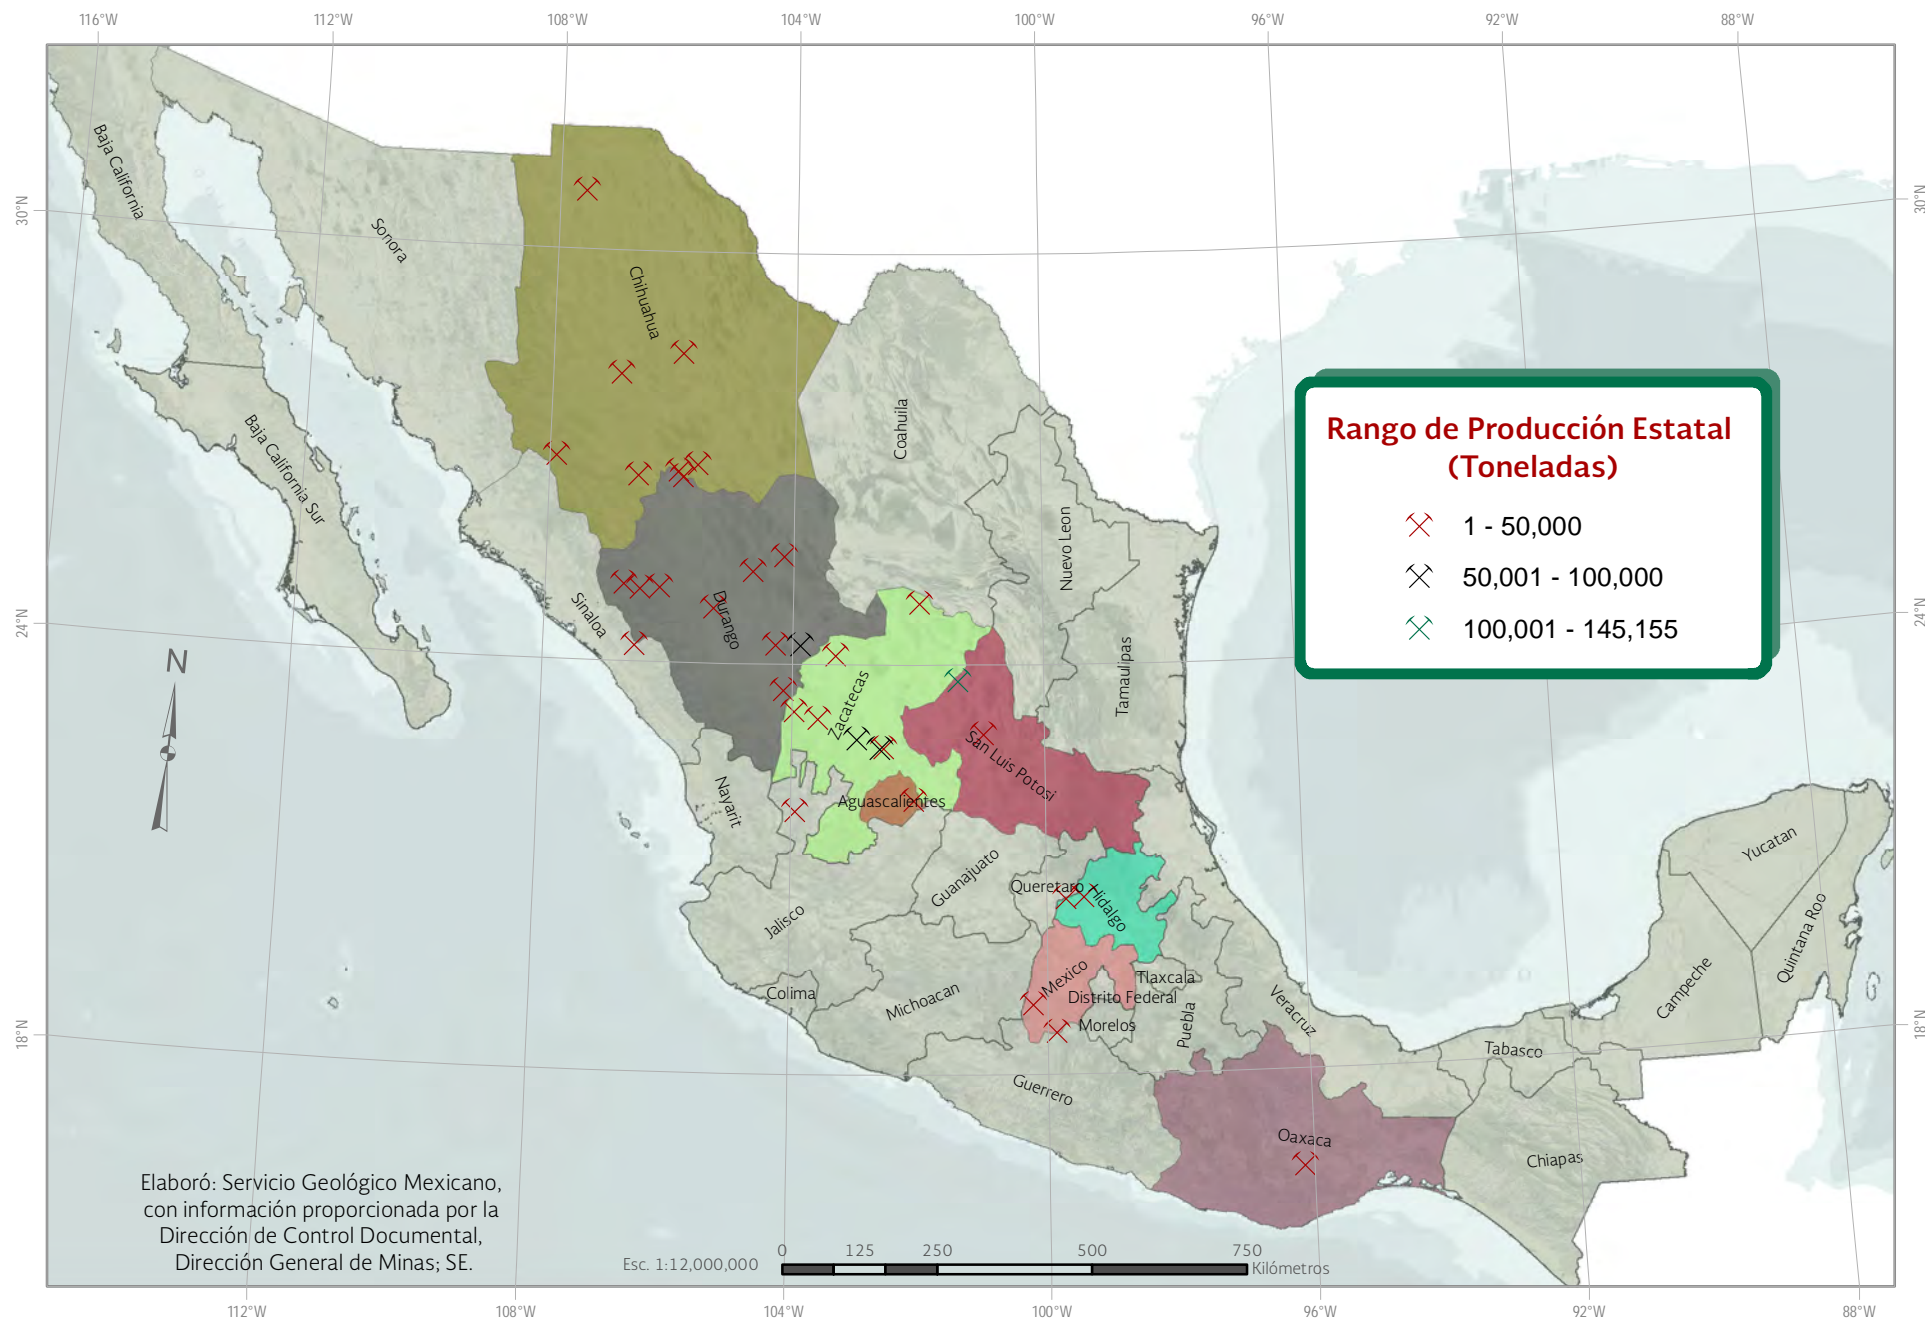 116°W
112°W
108°W
104°W
100°W
96°W
92°W
88°W
30°N
30°N
24°N
24°N
18°N
18°N
Baja California
Sonora
Chihuahua
Coahuila
Baja California Sur
Nuevo Leon
Sinaloa
Durango
Tamaulipas
Zacatecas
San Luis Potosi
Nayarit
Aguascalientes
Guanajuato
Queretaro
Hidalgo
Jalisco
Mexico
Tlaxcala
Distrito Federal
Colima
Michoacan
Morelos
Puebla
Veracruz
Guerrero
Oaxaca
Tabasco
Chiapas
Campeche
Yucatan
Quintana Roo
Rango de Producción Estatal
(Toneladas)
1 - 50,000
50,001 - 100,000
100,001 - 145,155
N
Elaboró: Servicio Geológico Mexicano,
con información proporcionada por la
Dirección de Control Documental,
Dirección General de Minas; SE.
0 125 250 500 750
Esc. 1:12,000,000
Kilómetros
112°W
108°W
104°W
100°W
96°W
92°W
88°W